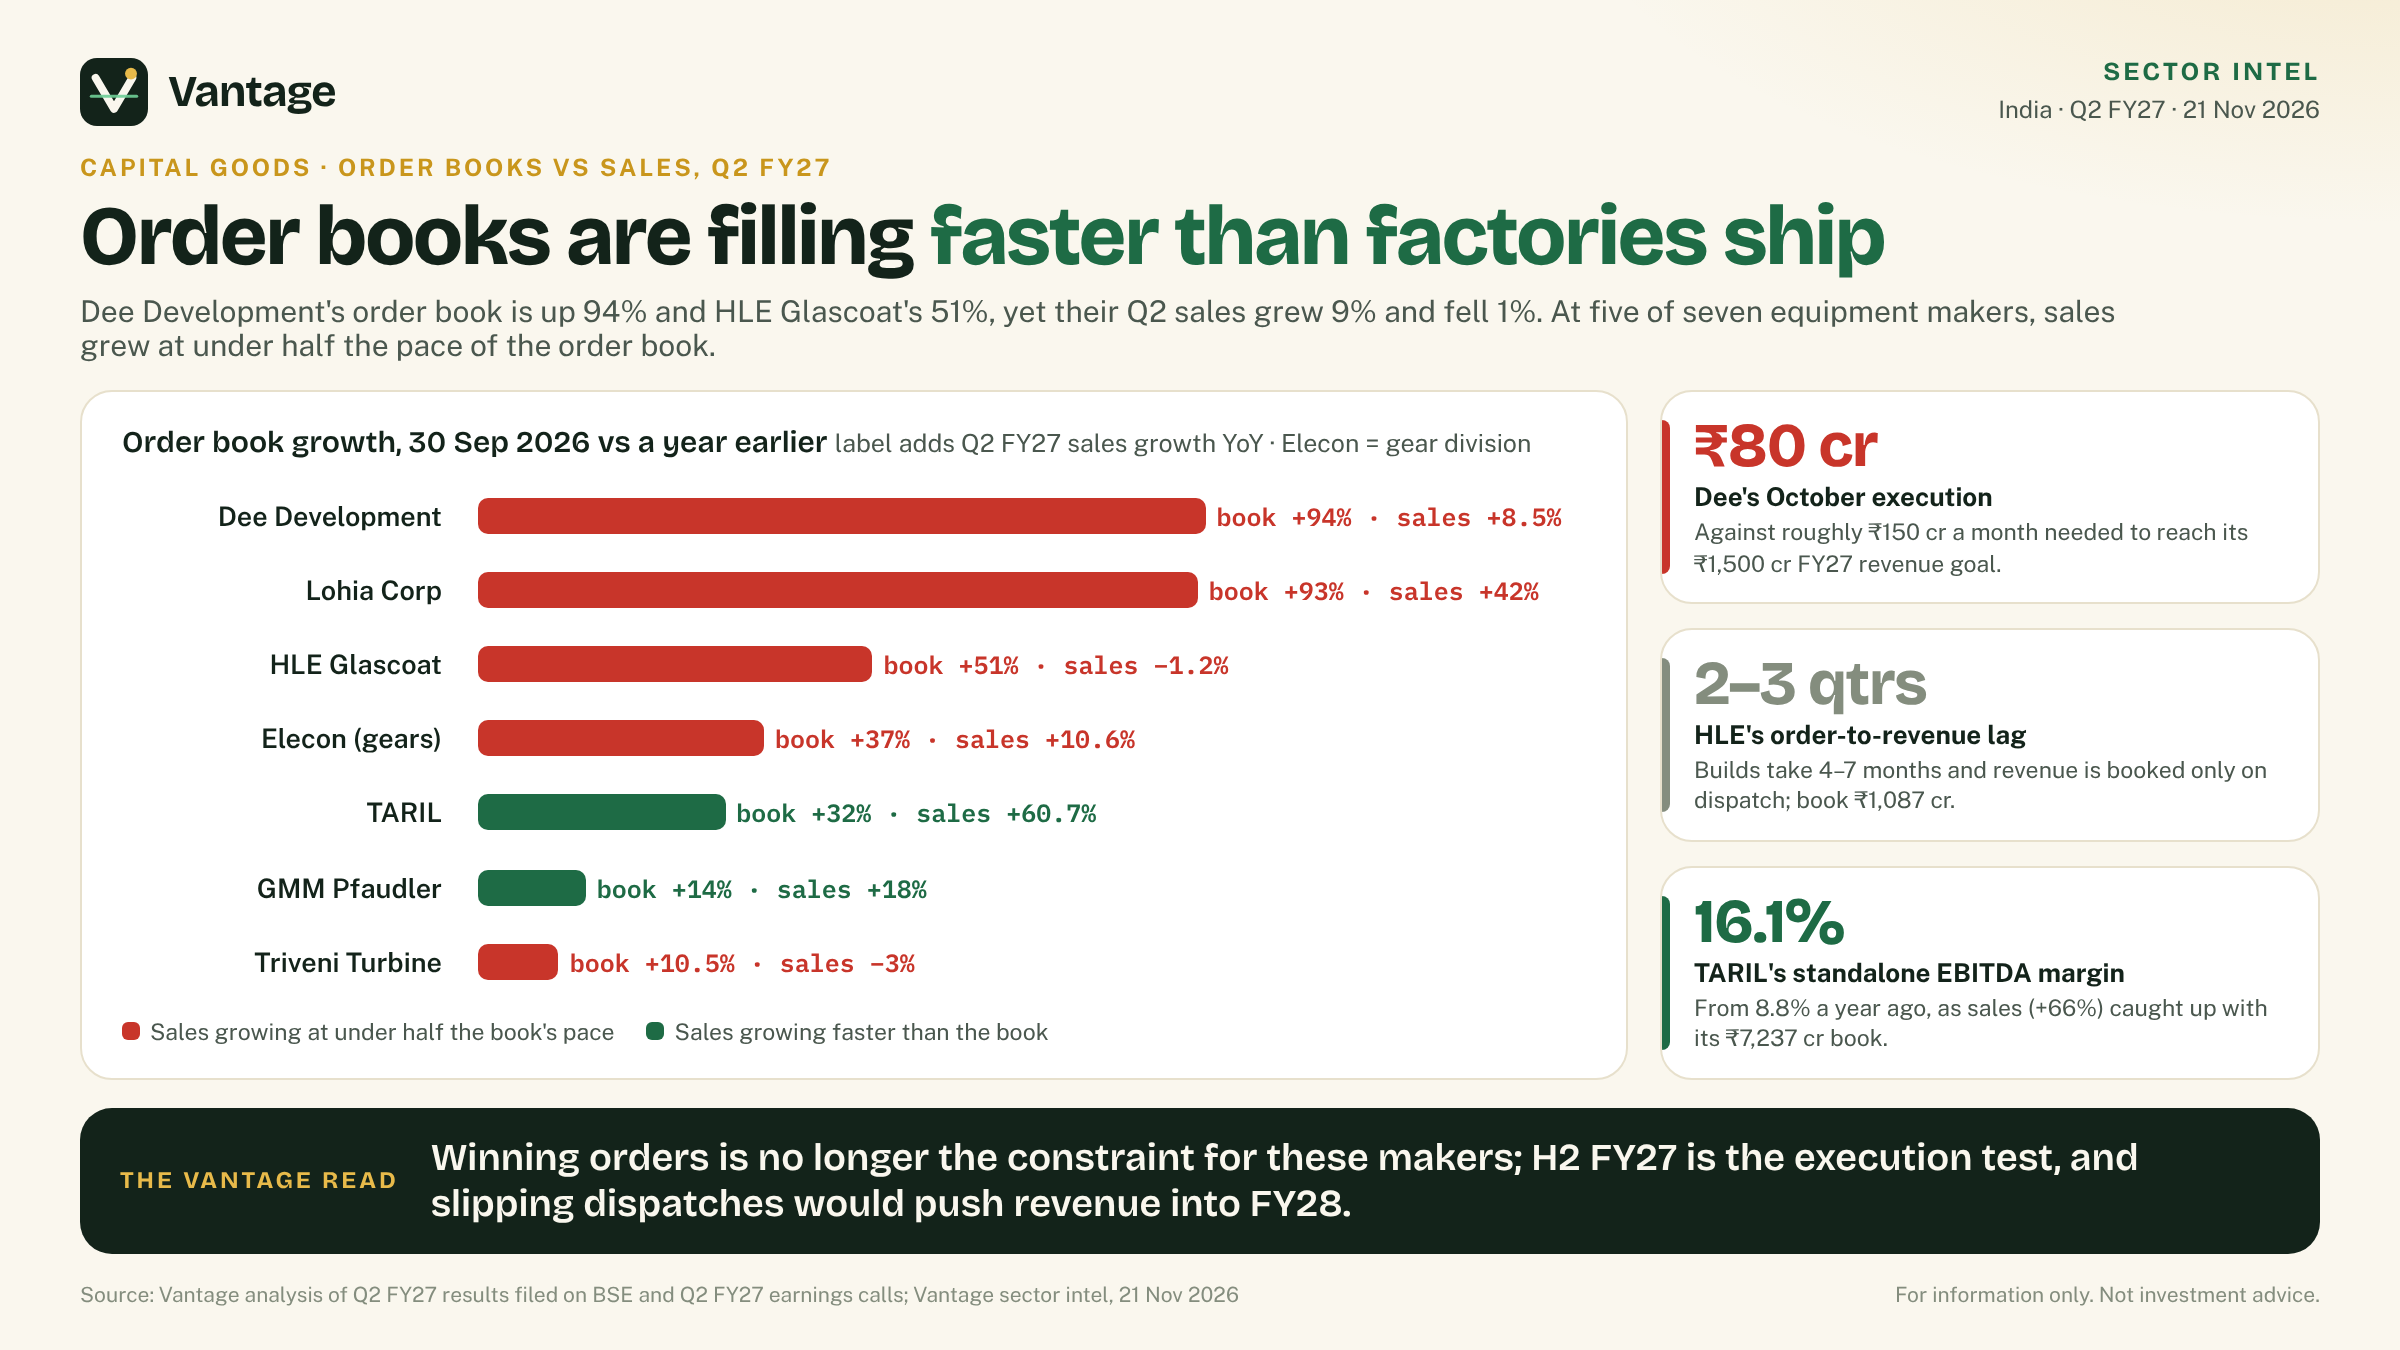 Vantage
SECTOR INTEL
India · Q2 FY27 · 21 Nov 2026
CAPITAL GOODS · ORDER BOOKS VS SALES, Q2 FY27
Order books are filling faster than factories ship
Dee Development's order book is up 94% and HLE Glascoat's 51%, yet their Q2 sales grew 9% and fell 1%. At five of seven equipment makers, sales
grew at under half the pace of the order book.
Order book growth, 30 Sep 2026 vs a year earlier label adds Q2 FY27 sales growth YoY · Elecon = gear division
Dee Development book +94% · sales +8.5%
Lohia Corp book +93% · sales +42%
HLE Glascoat book +51% · sales −1.2%
Elecon (gears) book +37% · sales +10.6%
TARIL book +32% · sales +60.7%
GMM Pfaudler book +14% · sales +18%
Triveni Turbine book +10.5% · sales −3%
Sales growing at under half the book's pace Sales growing faster than the book
₹80 cr
Dee's October execution
Against roughly ₹150 cr a month needed to reach its
₹1,500 cr FY27 revenue goal.
2–3 qtrs
HLE's order-to-revenue lag
Builds take 4–7 months and revenue is booked only on
dispatch; book ₹1,087 cr.
16.1%
TARIL's standalone EBITDA margin
From 8.8% a year ago, as sales (+66%) caught up with
its ₹7,237 cr book.
THE VANTAGE READ
Winning orders is no longer the constraint for these makers; H2 FY27 is the execution test, and
slipping dispatches would push revenue into FY28.
Source: Vantage analysis of Q2 FY27 results filed on BSE and Q2 FY27 earnings calls; Vantage sector intel, 21 Nov 2026
For information only. Not investment advice.